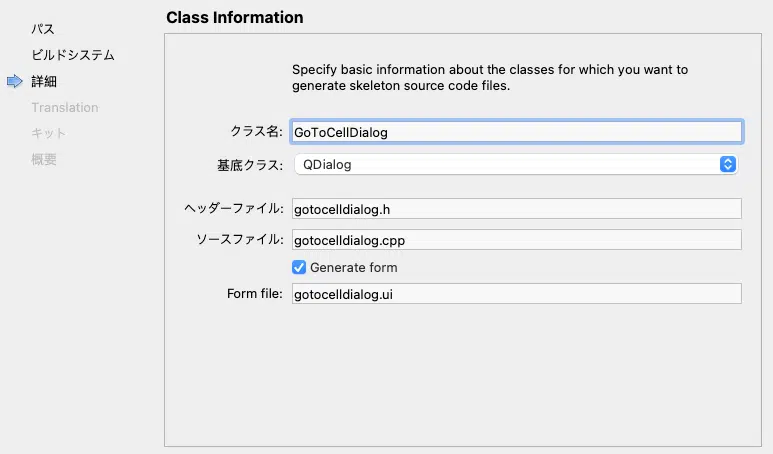 パス
ビルドシステム
詳細
Translation
キット
概要
Class Information
Specify basic information about the classes for which you want to
generate skeleton source code files.
クラス名: GoToCellDialog
基底クラス: QDialog
ヘッダーファイル: gotocelldialog.h
ソースファイル: gotocelldialog.cpp
Generate form
Form file: gotocelldialog.ui